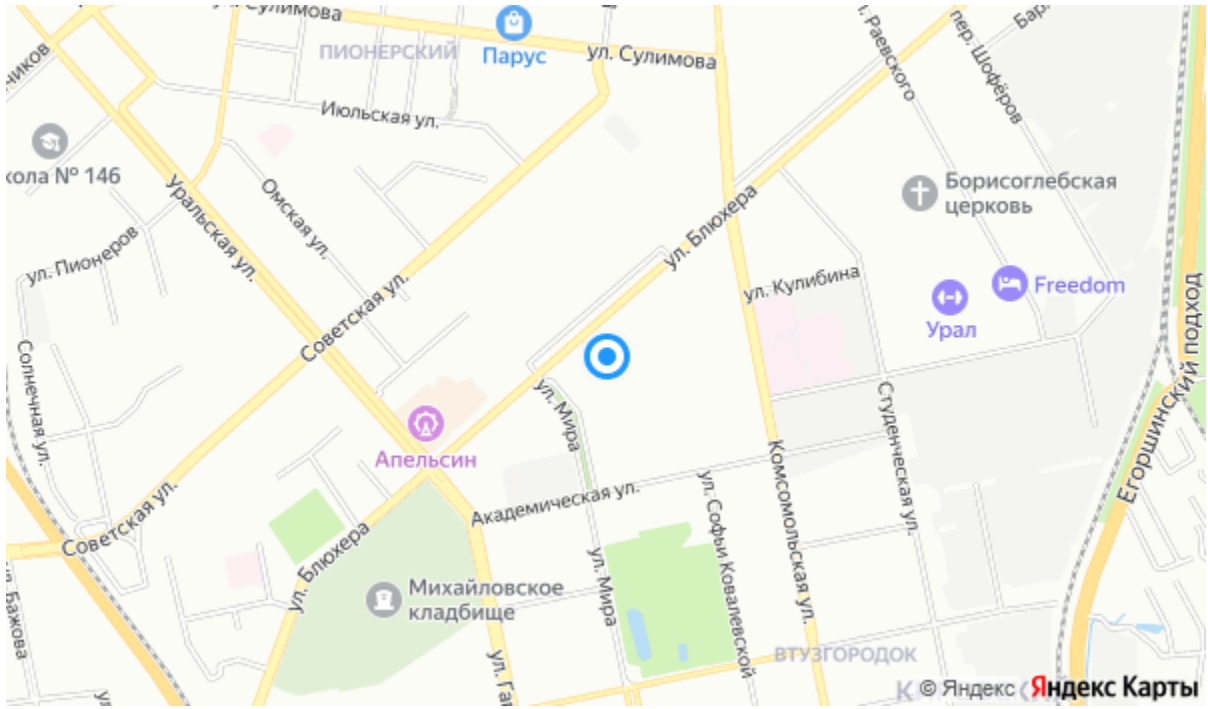 ул. Сулимова
ПИОНЕРСКИЙ
Парус
ул. Сулимова
Раевского
пер. Шофёров
Июльская ул.
кола № 146
Уральская ул.
Омская ул.
Борисоглебская
церковь
ул. Пионеров
ул. Блюхера
ул. Кулибина
Freedom
Урал
Советская ул.
Солнечная ул.
ул. Мира
Апельсин
Студенческая ул.
Егоршинский подход
Комсомольская ул.
Академическая ул.
ул. Софьи Ковалевской
Советская ул.
ул. Блюхера
ул. Мира
Михайловское
кладбище
ул. Бажова
ул. Гаг
ВТУЗГОРОДОК
© Яндекс Яндекс Карты